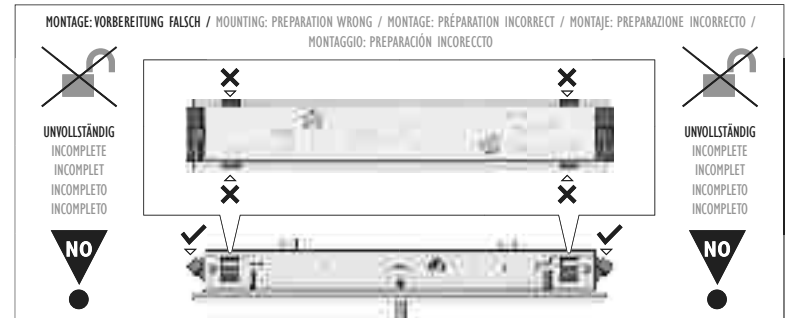 MONTAGE: VORBEREITUNG FALSCH / MOUNTING: PREPARATION WRONG / MONTAGE: PRÉPARATION INCORRECT / MONTAJE: PREPARAZIONE INCORRECTO /
MONTAGGIO: PREPARACIÓN INCORECCTO
UNVOLLSTÄNDIG
INCOMPLETE
INCOMPLET
INCOMPLETO
INCOMPLETO
NO
UNVOLLSTÄNDIG
INCOMPLETE
INCOMPLET
INCOMPLETO
INCOMPLETO
NO